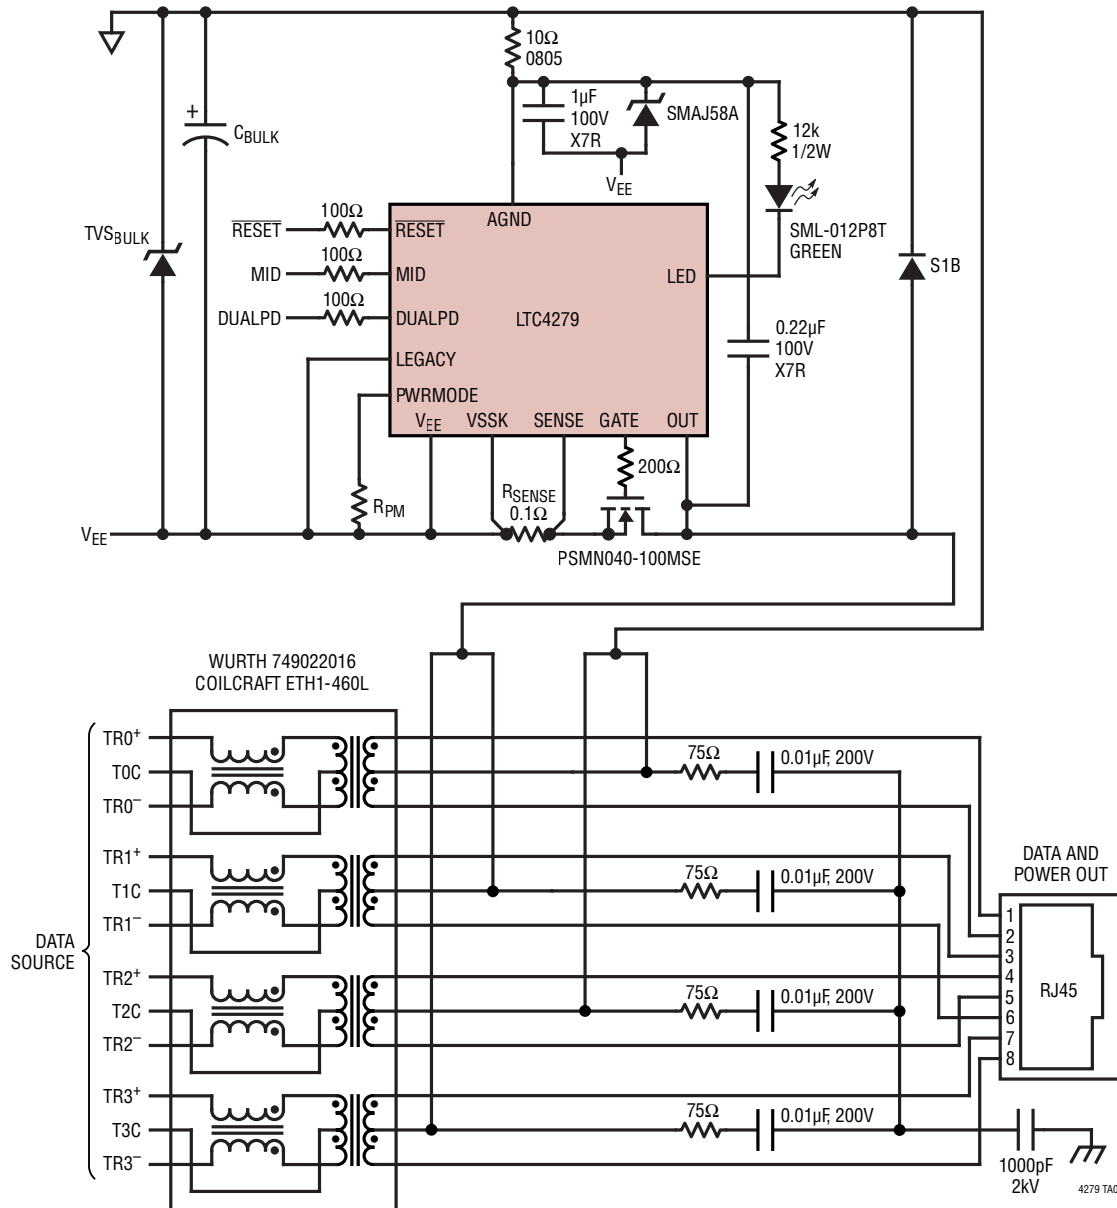 10Ω
0805
+
CBULK
1µF
100V
X7R
SMAJ58A
VEE
12k
1/2W
SML-012P8T
GREEN
TVSBULK
RESET
100Ω
RESET
MID
100Ω
MID
DUALPD
100Ω
DUALPD
LEGACY
PWRMODE
AGND
LTC4279
LED
S1B
0.22µF
100V
X7R
VEE
VSSK
SENSE
GATE
OUT
200Ω
RPM
RSENSE
0.1Ω
VEE
PSMN040-100MSE
WURTH 749022016
COILCRAFT ETH1-460L
TR0+
T0C
TR0–
75Ω
0.01µF, 200V
TR1+
T1C
TR1–
75Ω
0.01µF, 200V
DATA
SOURCE
TR2+
T2C
TR2–
75Ω
0.01µF, 200V
TR3+
T3C
TR3–
75Ω
0.01µF, 200V
DATA AND
POWER OUT
1
2
3
4
5
6
7
8
RJ45
1000pF
2kV